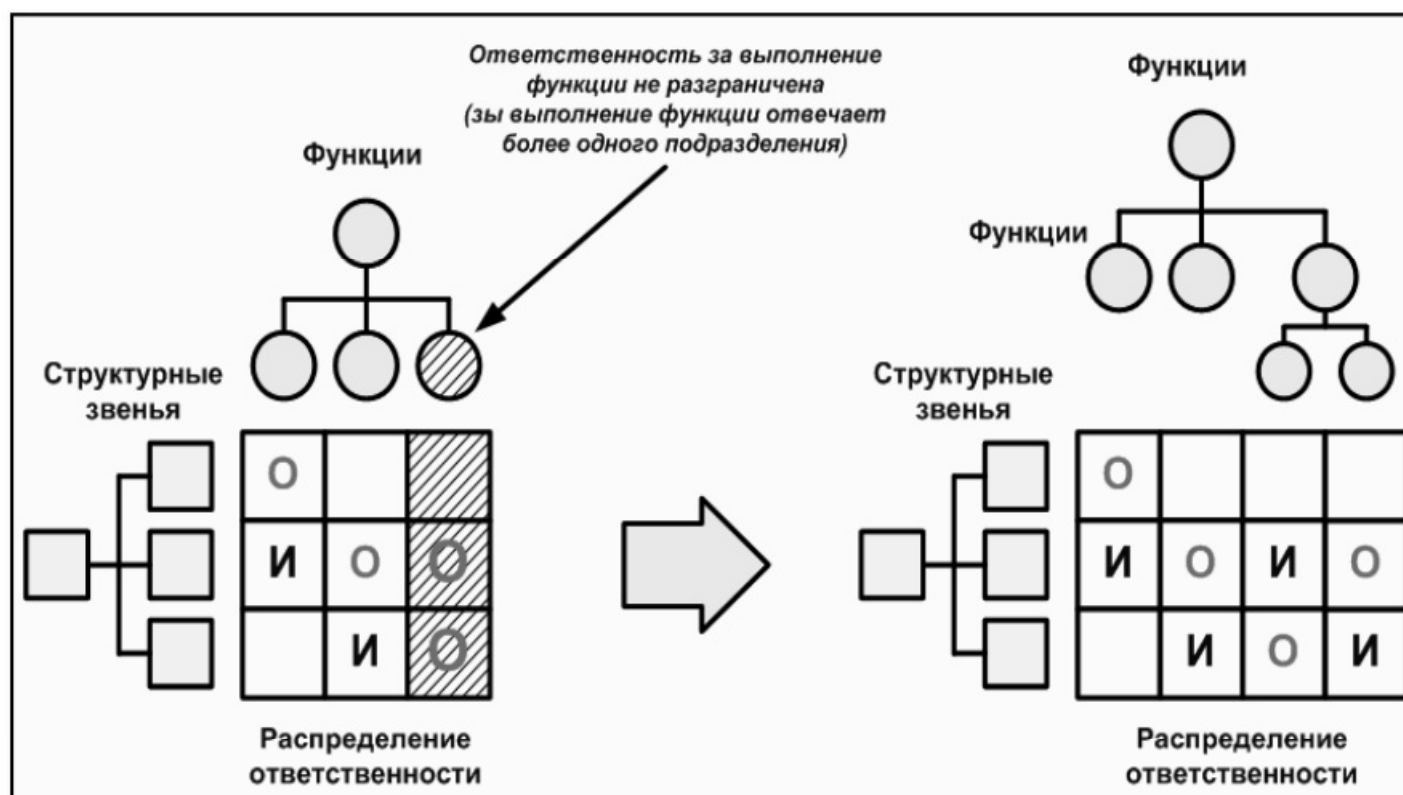 Ответственность за выполнение
функции не разграничена
(зы выполнение функции отвечает
более одного подразделения)
Функции
Структурные
звенья
О
И О О
И О
Распределение
ответственности
Функции
Функции
Структурные
звенья
О
И О И О
И О И
Распределение
ответственности